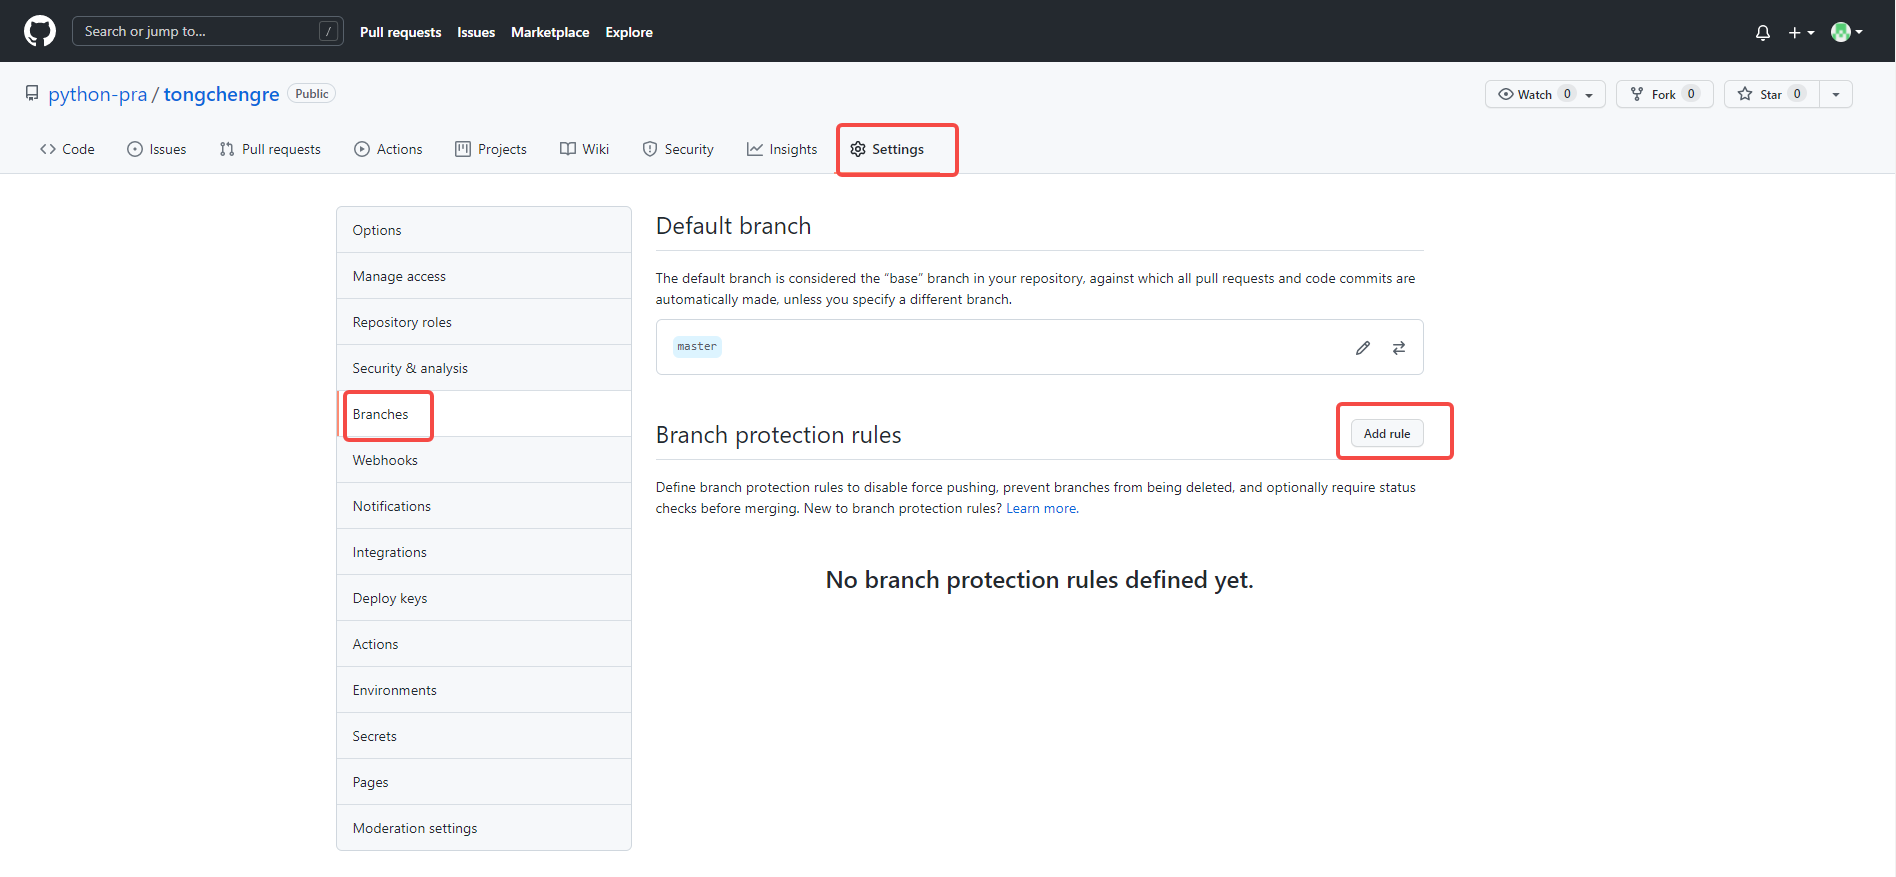 Search or jump to... /
Pull requests Issues Marketplace Explore
python-pra / tongchengre Public
Watch 0 Fork 0 Star 0
Code Issues Pull requests Actions Projects Wiki Security Insights Settings
Options
Manage access
Repository roles
Security & analysis
Branches
Webhooks
Notifications
Integrations
Deploy keys
Actions
Environments
Secrets
Pages
Moderation settings
Default branch
The default branch is considered the “base” branch in your repository, against which all pull requests and code commits are
automatically made, unless you specify a different branch.
master
Branch protection rules
Add rule
Define branch protection rules to disable force pushing, prevent branches from being deleted, and optionally require status
checks before merging. New to branch protection rules? Learn more.
No branch protection rules defined yet.